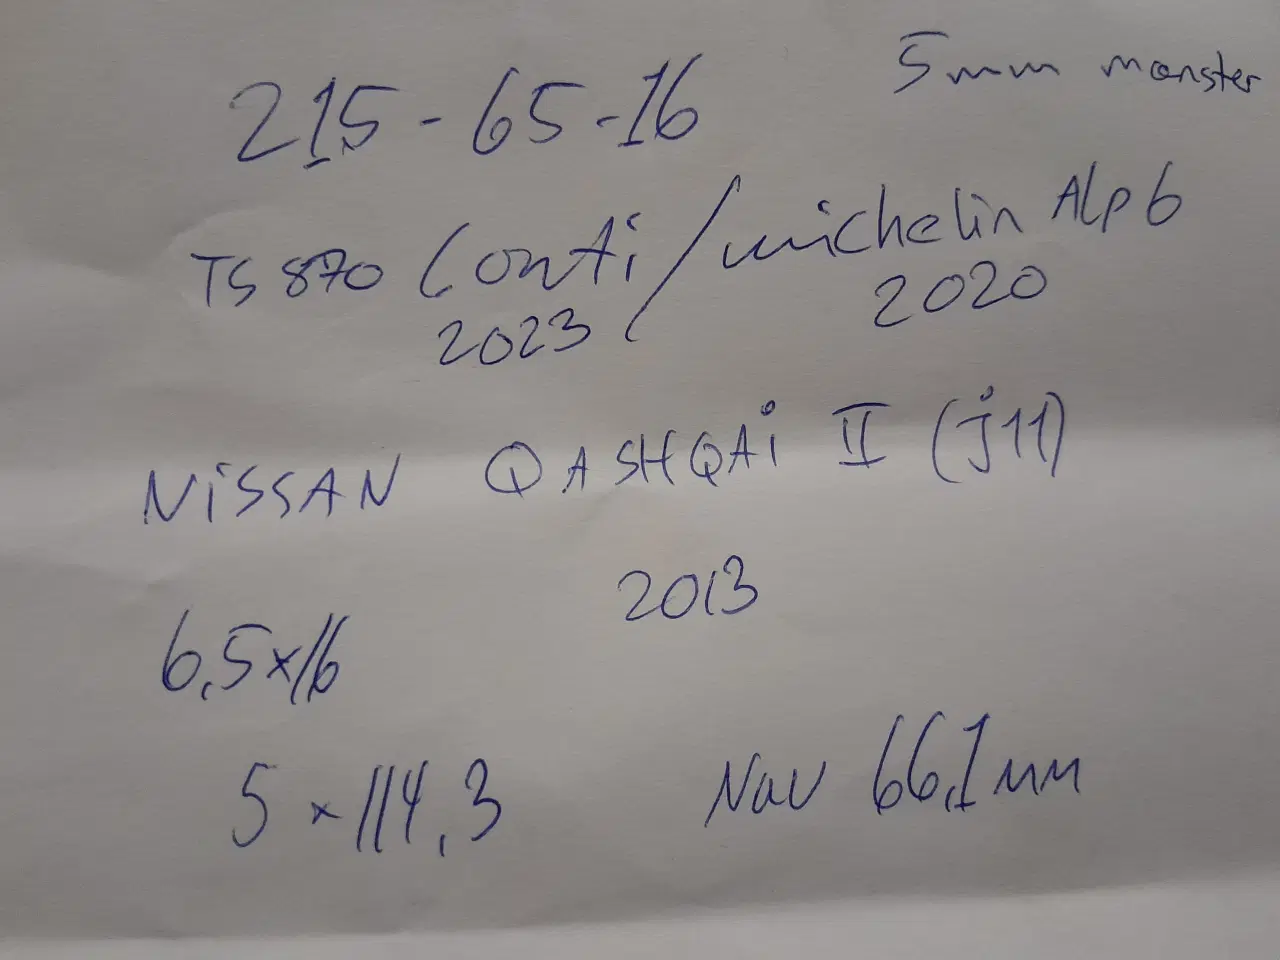 5mm mønster
215-65-16
TS 870 Conti / michelin Alp 6
2023 2020
NiSSAN QASHQAi II (j11)
2013
6,5x16
5x114,3 Nav 66,1mm